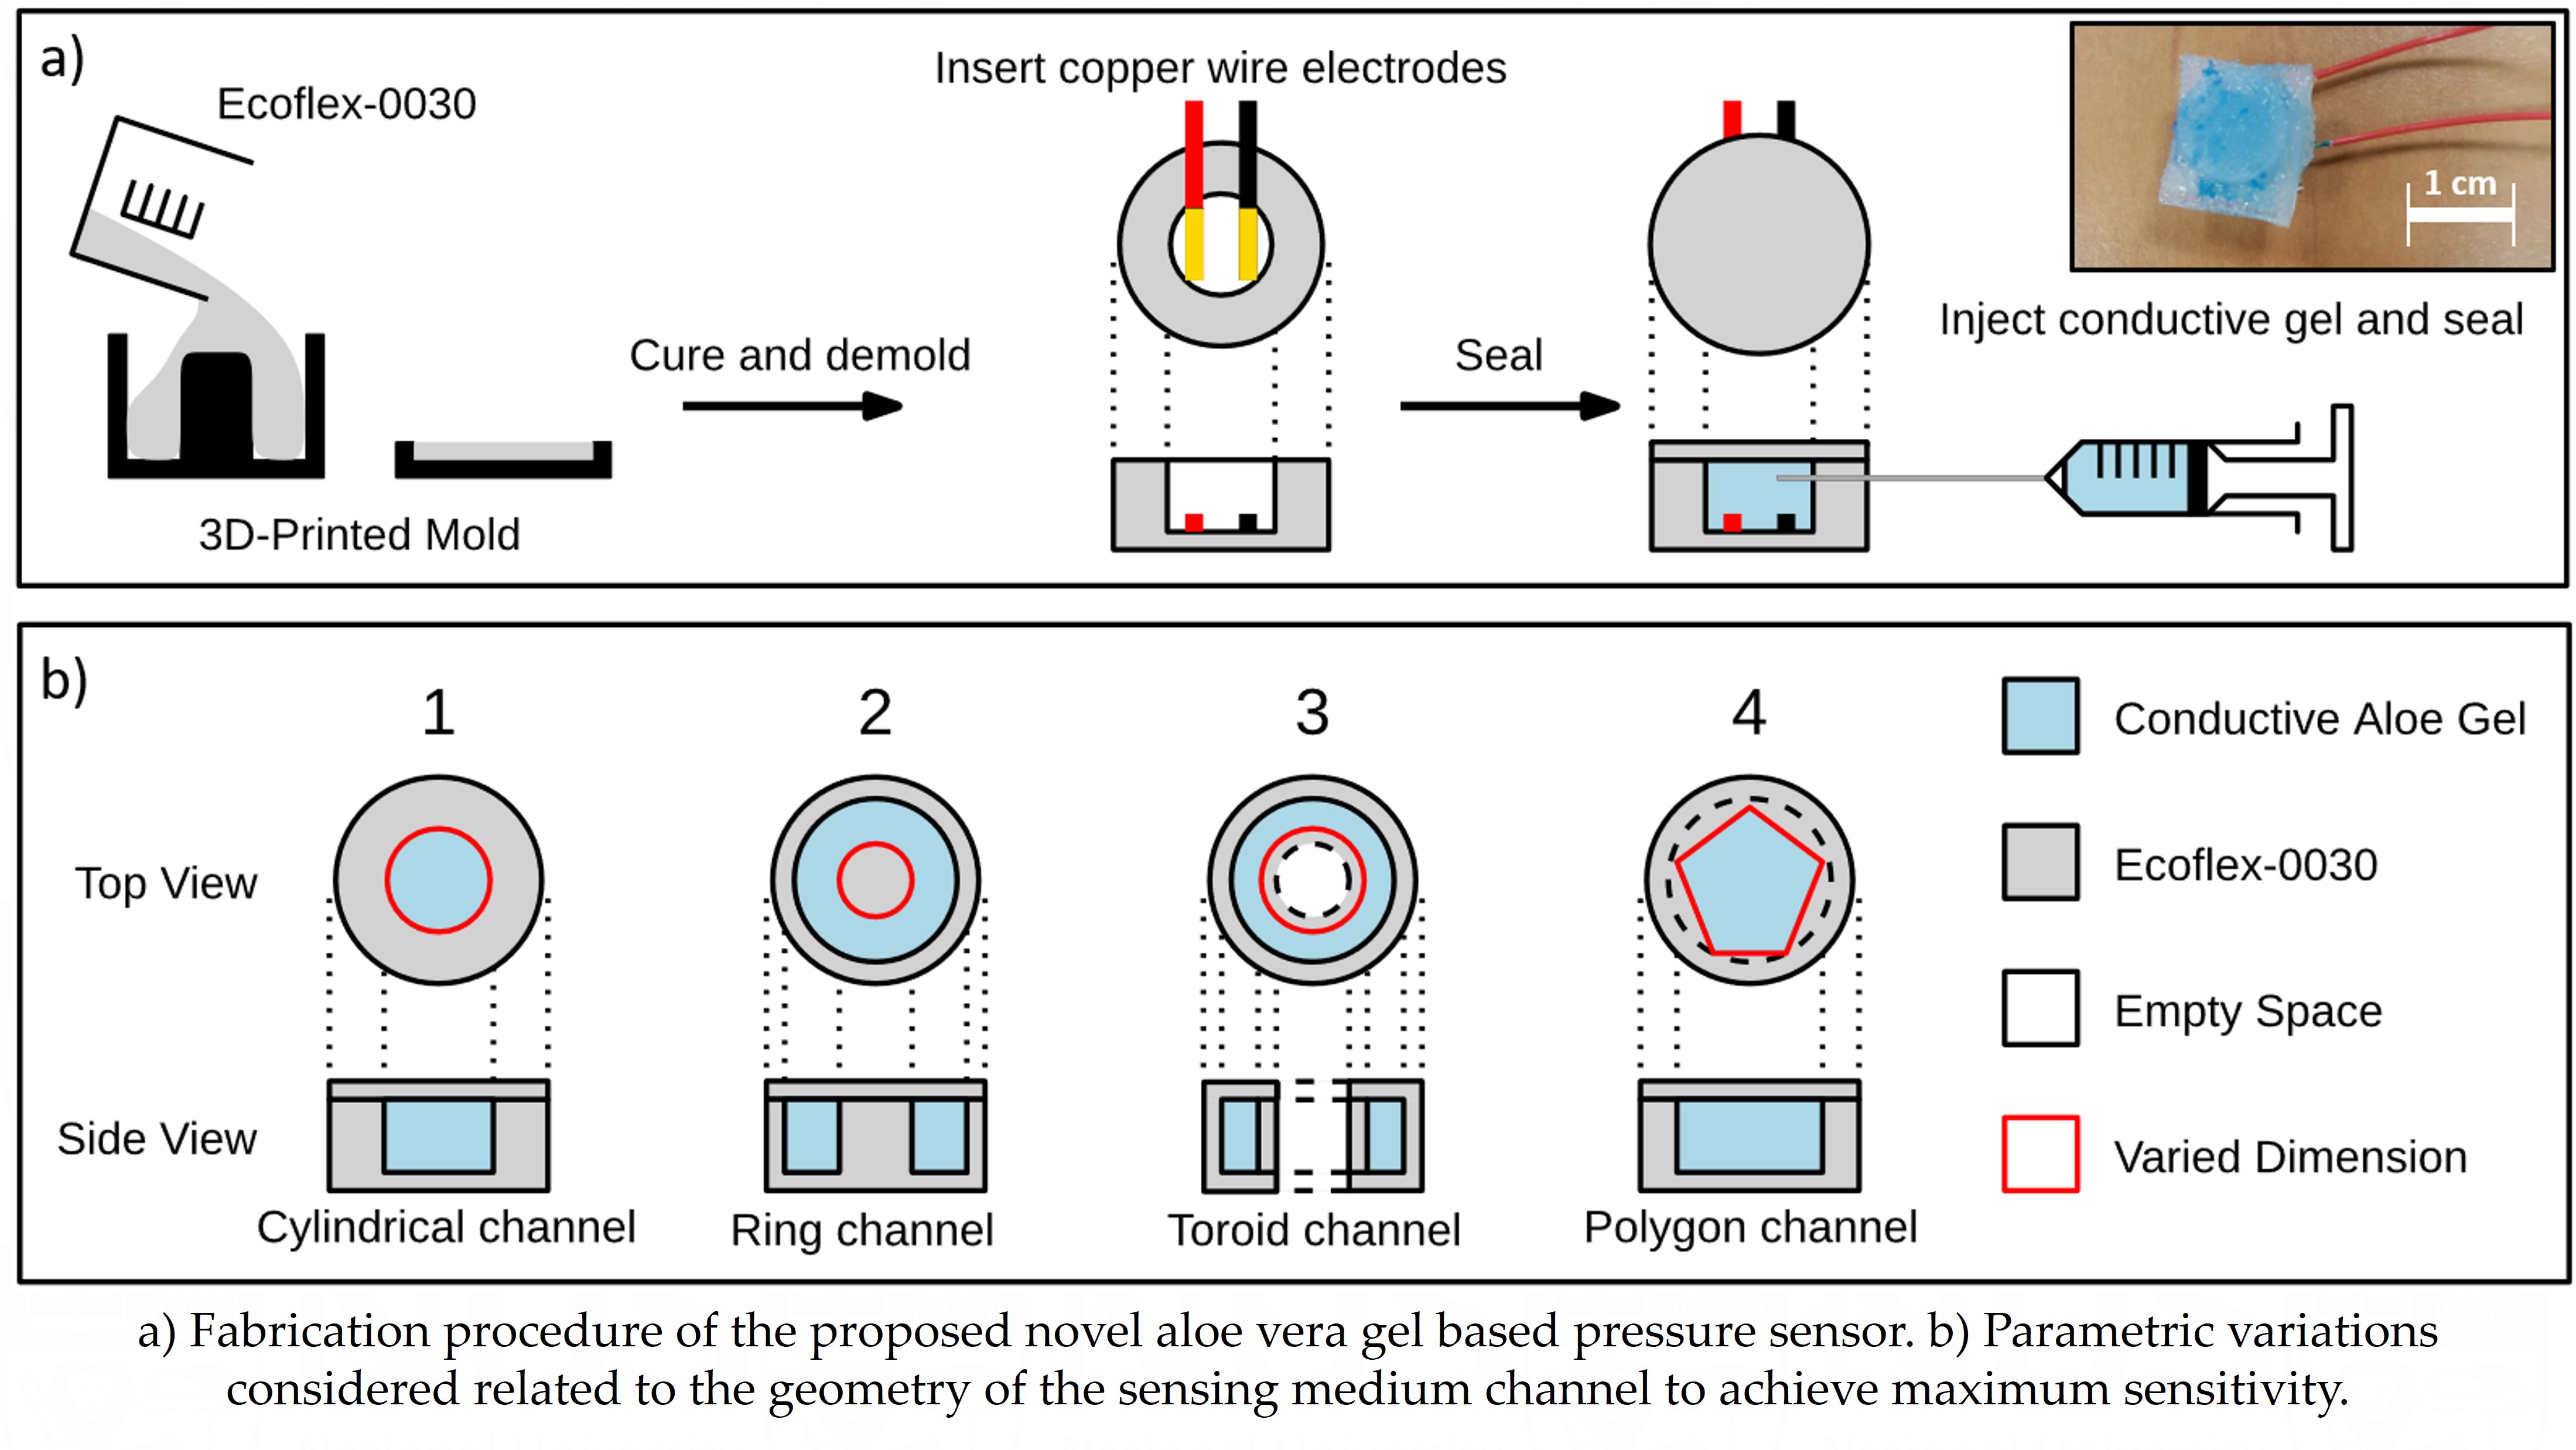 a)
Ecoflex-0030
Insert copper wire electrodes
1 cm
Inject conductive gel and seal
Cure and demold
Seal
3D-Printed Mold
b)
1
2
3
4
Conductive Aloe Gel
Top View
Ecoflex-0030
Empty Space
Side View
Varied Dimension
Cylindrical channel
Ring channel
Toroid channel
Polygon channel
a) Fabrication procedure of the proposed novel aloe vera gel based pressure sensor. b) Parametric variations
considered related to the geometry of the sensing medium channel to achieve maximum sensitivity.